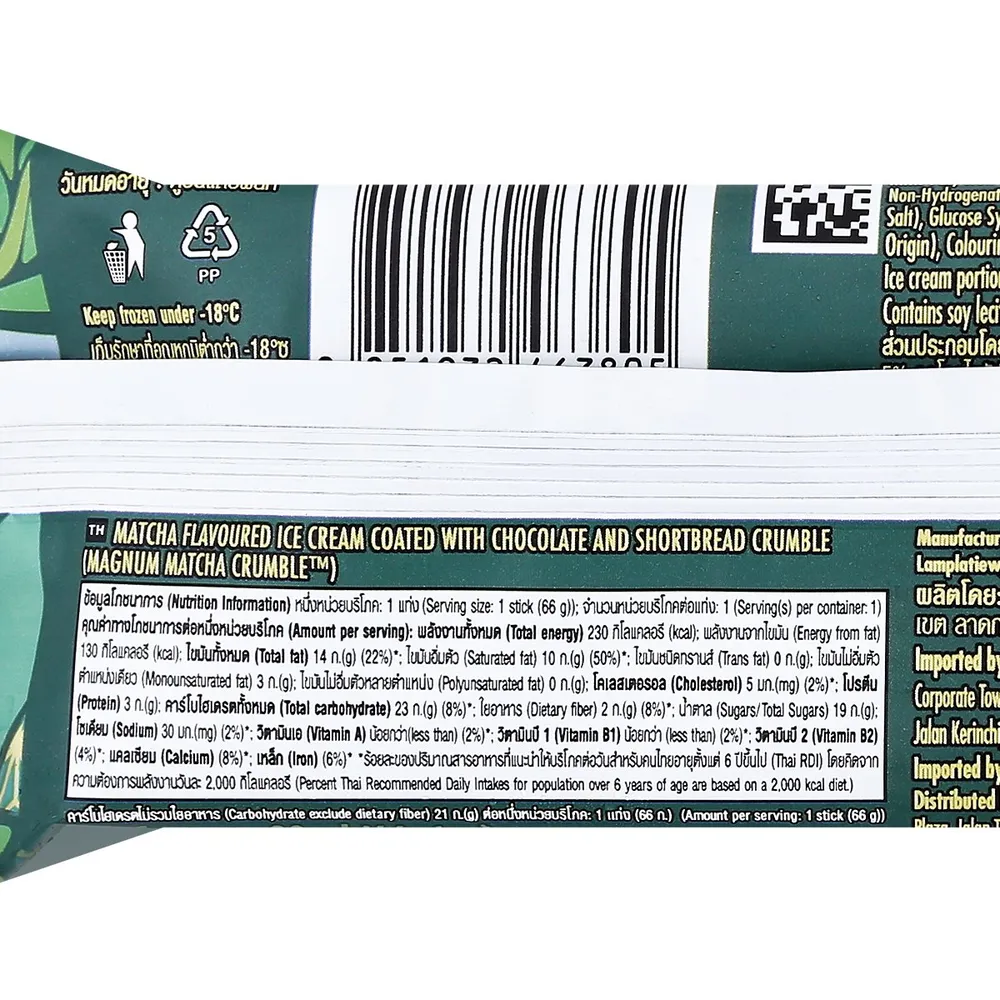 วันหมดอายุ :
5
PP
Keep frozen under -18°C
เก็บรักษาที่อุณหภูมิต่ำกว่า -18°ซ
Non-Hydrogenat
Salt), Glucose Sy
Origin), Colourin
Ice cream portion
Contains soy leci
ส่วนประกอบโดย
TH MATCHA FLAVOURED ICE CREAM COATED WITH CHOCOLATE AND SHORTBREAD CRUMBLE
(MAGNUM MATCHA CRUMBLE™)
ข้อมูลโภชนาการ (Nutrition Information) หนึ่งหน่วยบริโภค: 1 แท่ง (Serving size: 1 stick (66 g)); จำนวนหน่วยบริโภคต่อแท่ง: 1 (Serving(s) per container: 1)
คุณค่าทางโภชนาการต่อหนึ่งหน่วยบริโภค (Amount per serving): พลังงานทั้งหมด (Total energy) 230 กิโลแคลอรี (kcal); พลังงานจากไขมัน (Energy from fat)
130 กิโลแคลอรี (kcal); ไขมันทั้งหมด (Total fat) 14 ก.(g) (22%)*; ไขมันอิ่มตัว (Saturated fat) 10 ก.(g) (50%)*; ไขมันชนิดทรานส์ (Trans fat) 0 ก.(g); ไขมันไม่อิ่มตัว
ตำแหน่งเดียว (Monounsaturated fat) 3 ก.(g); ไขมันไม่อิ่มตัวหลายตำแหน่ง (Polyunsaturated fat) 0 ก.(g); โคเลสเตอรอล (Cholesterol) 5 มก.(mg) (2%)*; โปรตีน
(Protein) 3 ก.(g); คาร์โบไฮเดรตทั้งหมด (Total carbohydrate) 23 ก.(g) (8%)*; ใยอาหาร (Dietary fiber) 2 ก.(g) (8%)*; น้ำตาล (Sugars/Total Sugars) 19 ก.(g);
โซเดียม (Sodium) 30 มก.(mg) (2%)*; วิตามินเอ (Vitamin A) น้อยกว่า(less than) (2%)*; วิตามินบี 1 (Vitamin B1) น้อยกว่า (less than) (2%)*; วิตามินบี 2 (Vitamin B2)
(4%)*; แคลเซียม (Calcium) (8%)*; เหล็ก (Iron) (6%)* *ร้อยละของปริมาณสารอาหารที่แนะนำให้บริโภคต่อวันสำหรับคนไทยอายุตั้งแต่ 6 ปีขึ้นไป (Thai RDI) โดยคิดจาก
ความต้องการพลังงานวันละ 2,000 กิโลแคลอรี (Percent Thai Recommended Daily Intakes for population over 6 years of age are based on a 2,000 kcal diet.)
คาร์โบไฮเดรตไม่รวมใยอาหาร (Carbohydrate exclude dietary fiber) 21 ก.(g) ต่อหนึ่งหน่วยบริโภค: 1 แท่ง (66 ก.) (Amount per serving: 1 stick (66 g))
Manufactur
Lamplatiew
ผลิตโดย:
เขต ลาดก
Imported by
Corporate Tow
Jalan Kerinchi
Imported by
Distributed
Plaza, Jalan T